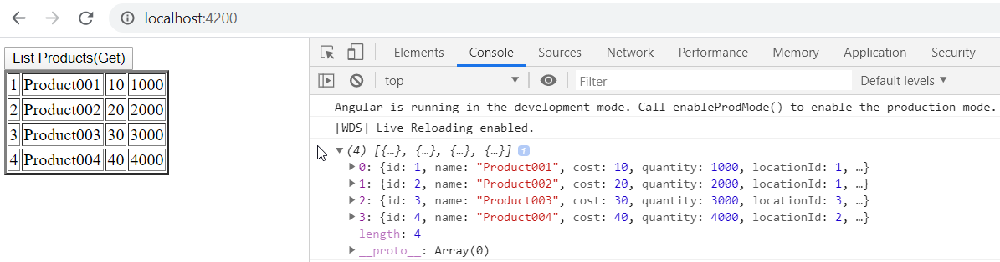 localhost:4200
List Products(Get)
1 Product001 10 1000
2 Product002 20 2000
3 Product003 30 3000
4 Product004 40 4000
Elements Console Sources Network Performance Memory Application Security
top Filter Default levels
Angular is running in the development mode. Call enableProdMode() to enable the production mode.
[WDS] Live Reloading enabled.
(4) [{…}, {…}, {…}, {…}] i
0: {id: 1, name: "Product001", cost: 10, quantity: 1000, locationId: 1, …}
1: {id: 2, name: "Product002", cost: 20, quantity: 2000, locationId: 1, …}
2: {id: 3, name: "Product003", cost: 30, quantity: 3000, locationId: 3, …}
3: {id: 4, name: "Product004", cost: 40, quantity: 4000, locationId: 2, …}
length: 4
__proto__: Array(0)